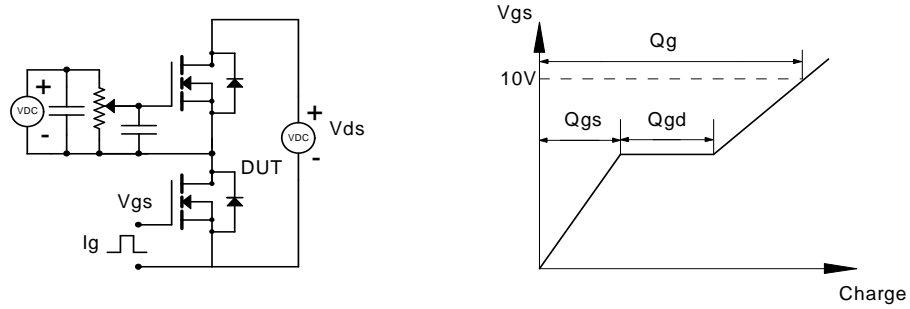 +
VDC
-
+
VDC
-
Vds
DUT
Vgs
Ig
Vgs
Qg
10V
Qgs
Qgd
Charge